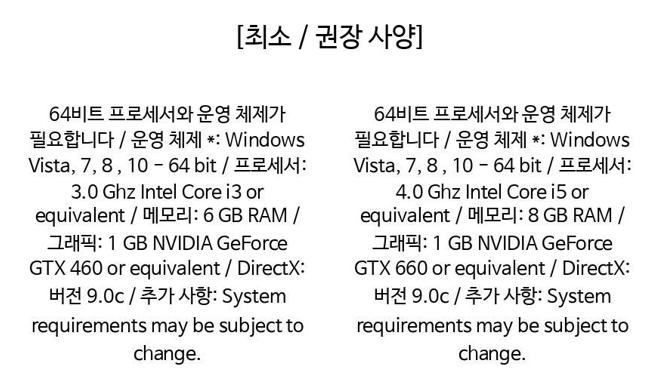 [최소 / 권장 사양]
64비트 프로세서와 운영 체제가
필요합니다 / 운영 체제 *: Windows
Vista, 7, 8 , 10 – 64 bit / 프로세서:
3.0 Ghz Intel Core i3 or
equivalent / 메모리: 6 GB RAM /
그래픽: 1 GB NVIDIA GeForce
GTX 460 or equivalent / DirectX:
버전 9.0c / 추가 사항: System
requirements may be subject to
change.
64비트 프로세서와 운영 체제가
필요합니다 / 운영 체제 *: Windows
Vista, 7, 8 , 10 – 64 bit / 프로세서:
4.0 Ghz Intel Core i5 or
equivalent / 메모리: 8 GB RAM /
그래픽: 1 GB NVIDIA GeForce
GTX 660 or equivalent / DirectX:
버전 9.0c / 추가 사항: System
requirements may be subject to
change.